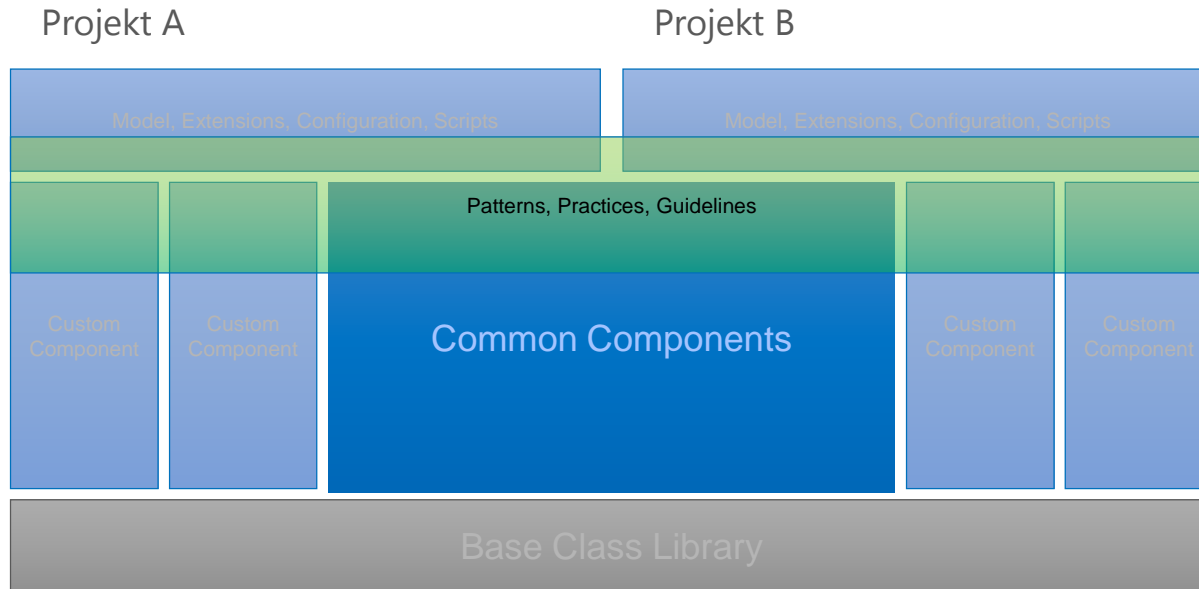 Projekt A
Projekt B
Model, Extensions, Configuration, Scripts
Model, Extensions, Configuration, Scripts
Patterns, Practices, Guidelines
Custom
Component
Custom
Component
Common Components
Custom
Component
Custom
Component
Base Class Library